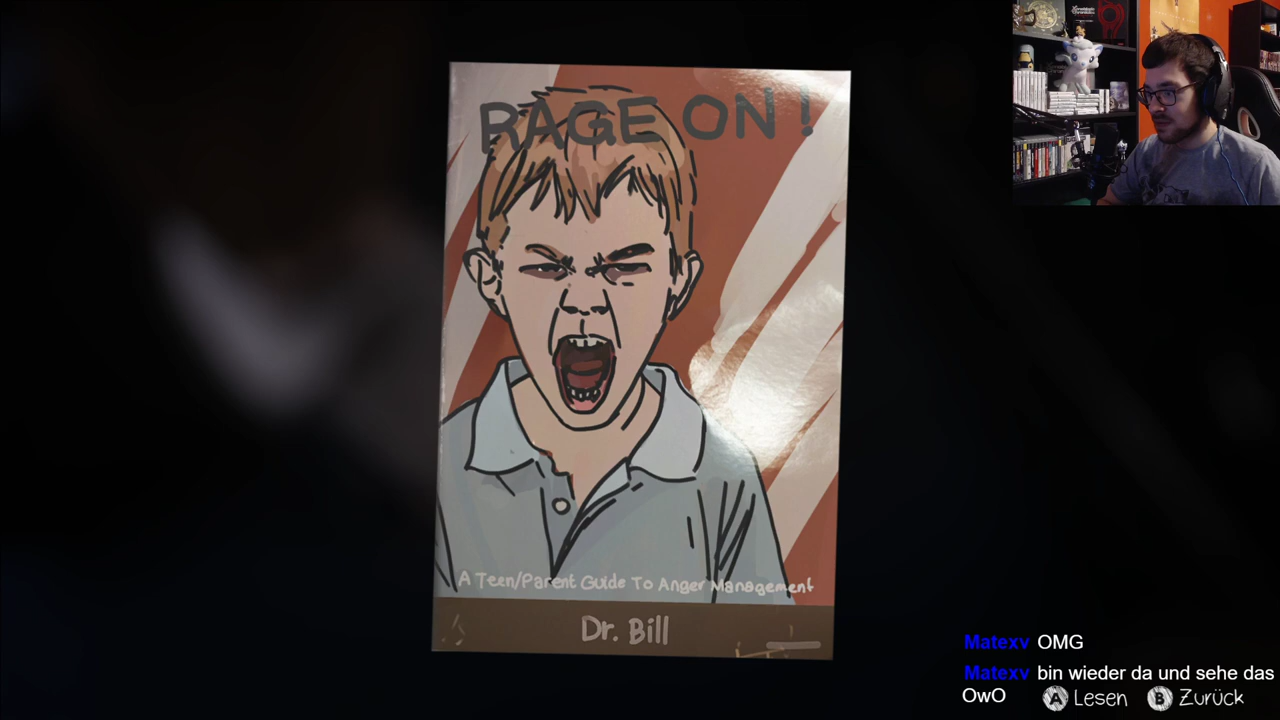 RAGE ON!
A Teen/Parent Guide To Anger Management
Dr. Bill
Matexv OMG
Matexv bin wieder da und sehe das
OwO
A Lesen B Zurück